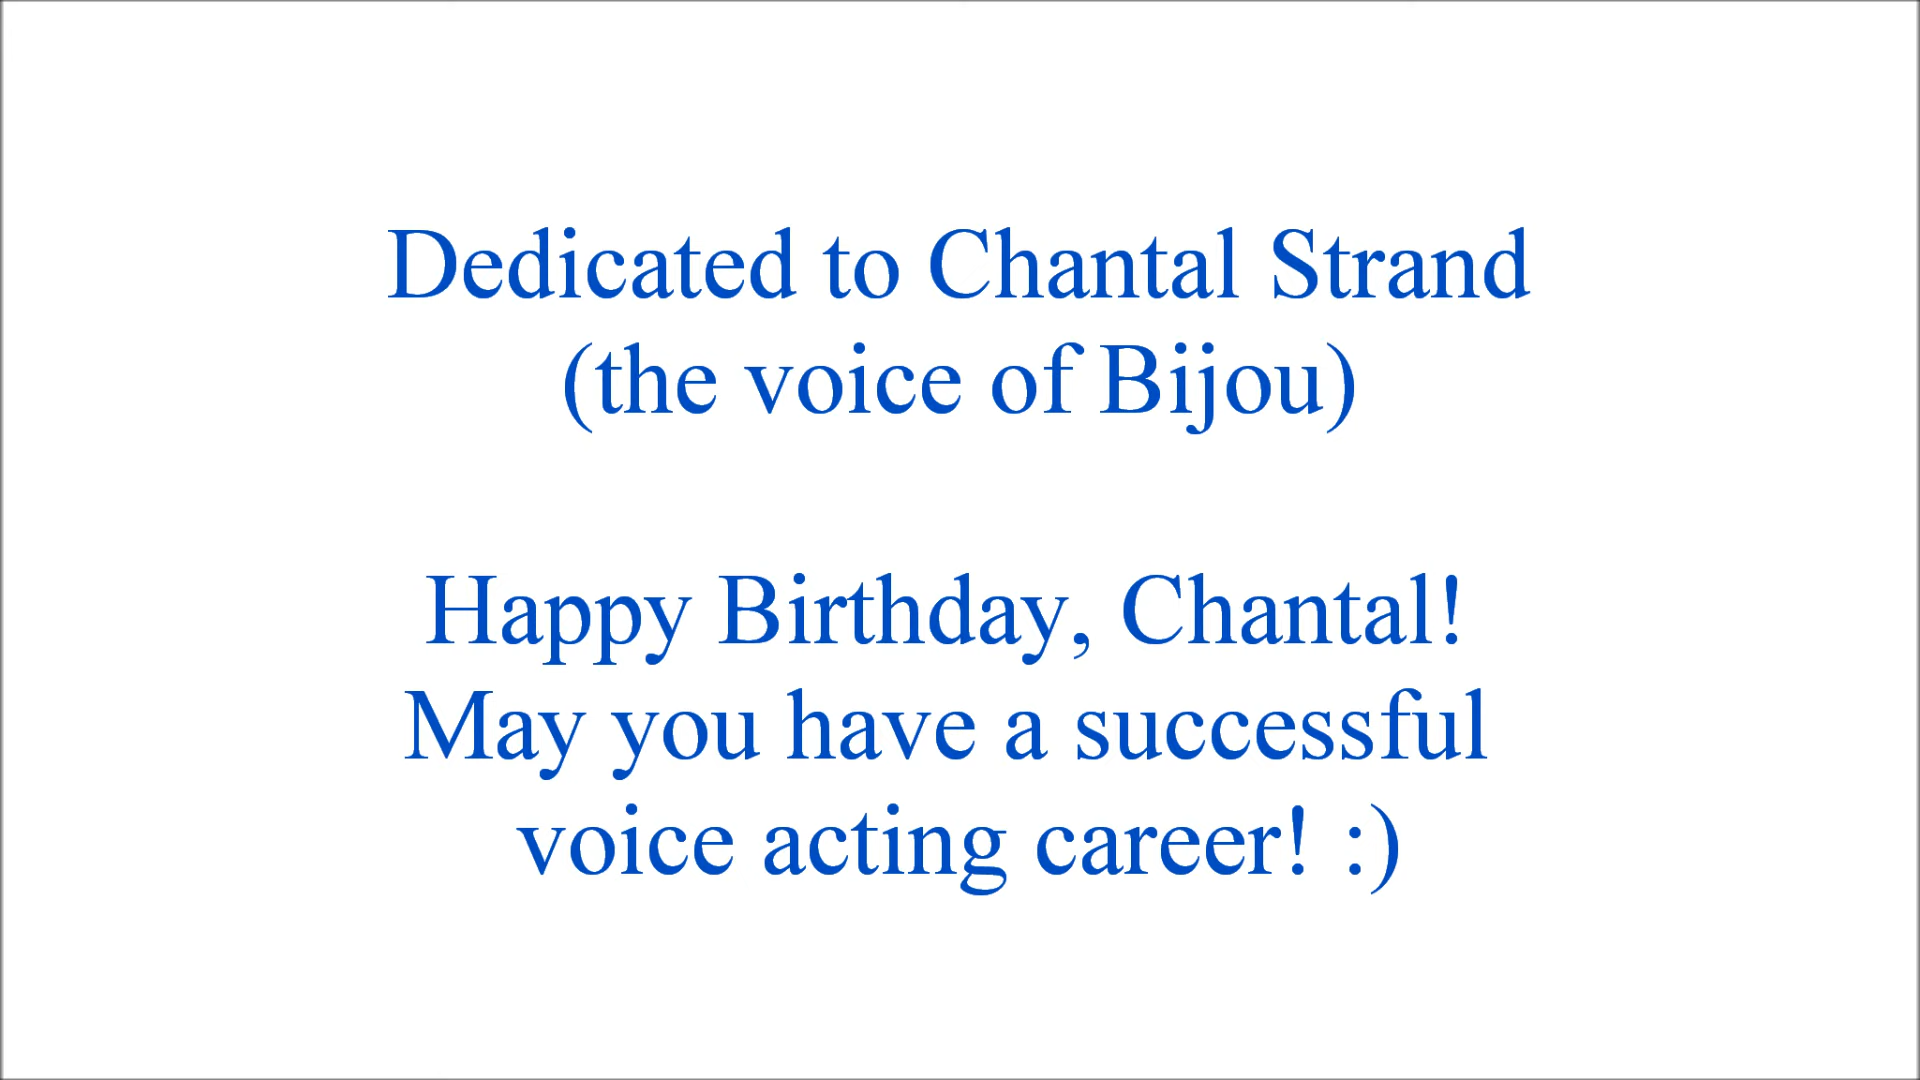 Dedicated to Chantal Strand
(the voice of Bijou)
Happy Birthday, Chantal!
May you have a successful
voice acting career! :)